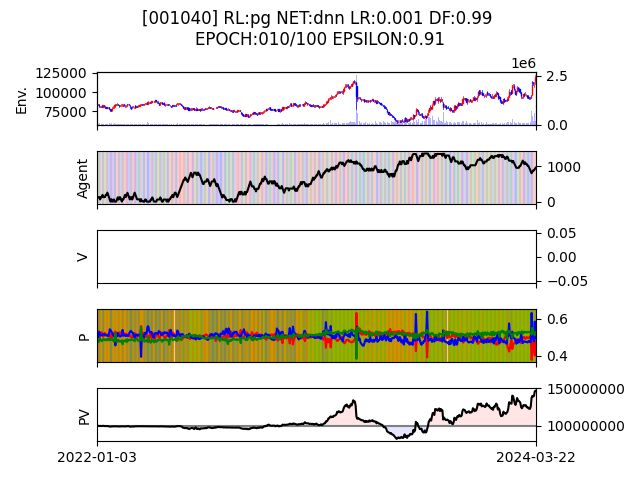 [001040] RL:pg NET:dnn LR:0.001 DF:0.99
EPOCH:010/100 EPSILON:0.91
1e6
125000
100000
75000
Env.
2.5
0.0
Agent
1000
0
V
0.05
0.00
−0.05
P
0.6
0.4
PV
150000000
100000000
2022-01-03
2024-03-22